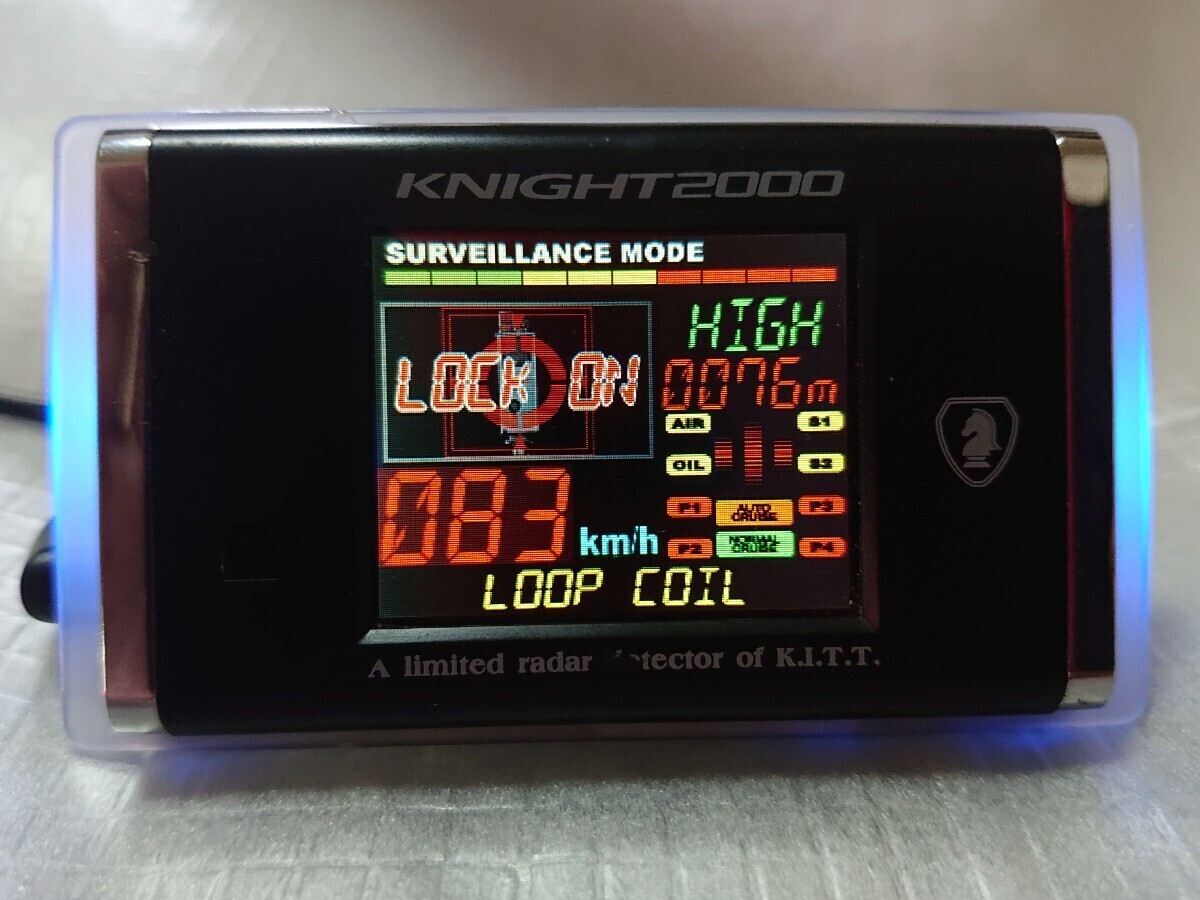 KNIGHT2000
SURVEILLANCE MODE
LOCK ON
HIGH
0076m
AIR
S1
OIL
S2
P1
AUTO CRUISE
P3
P2
NORMAL CRUISE
P4
083 km/h
LOOP COIL
A limited radar of K.I.T.T.